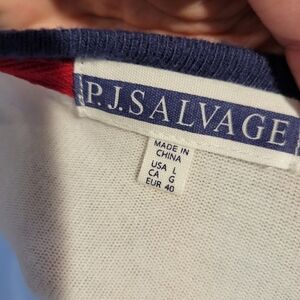 P.J.SALVAGE
MADE IN
CHINA
USA L
CA G
EUR 40